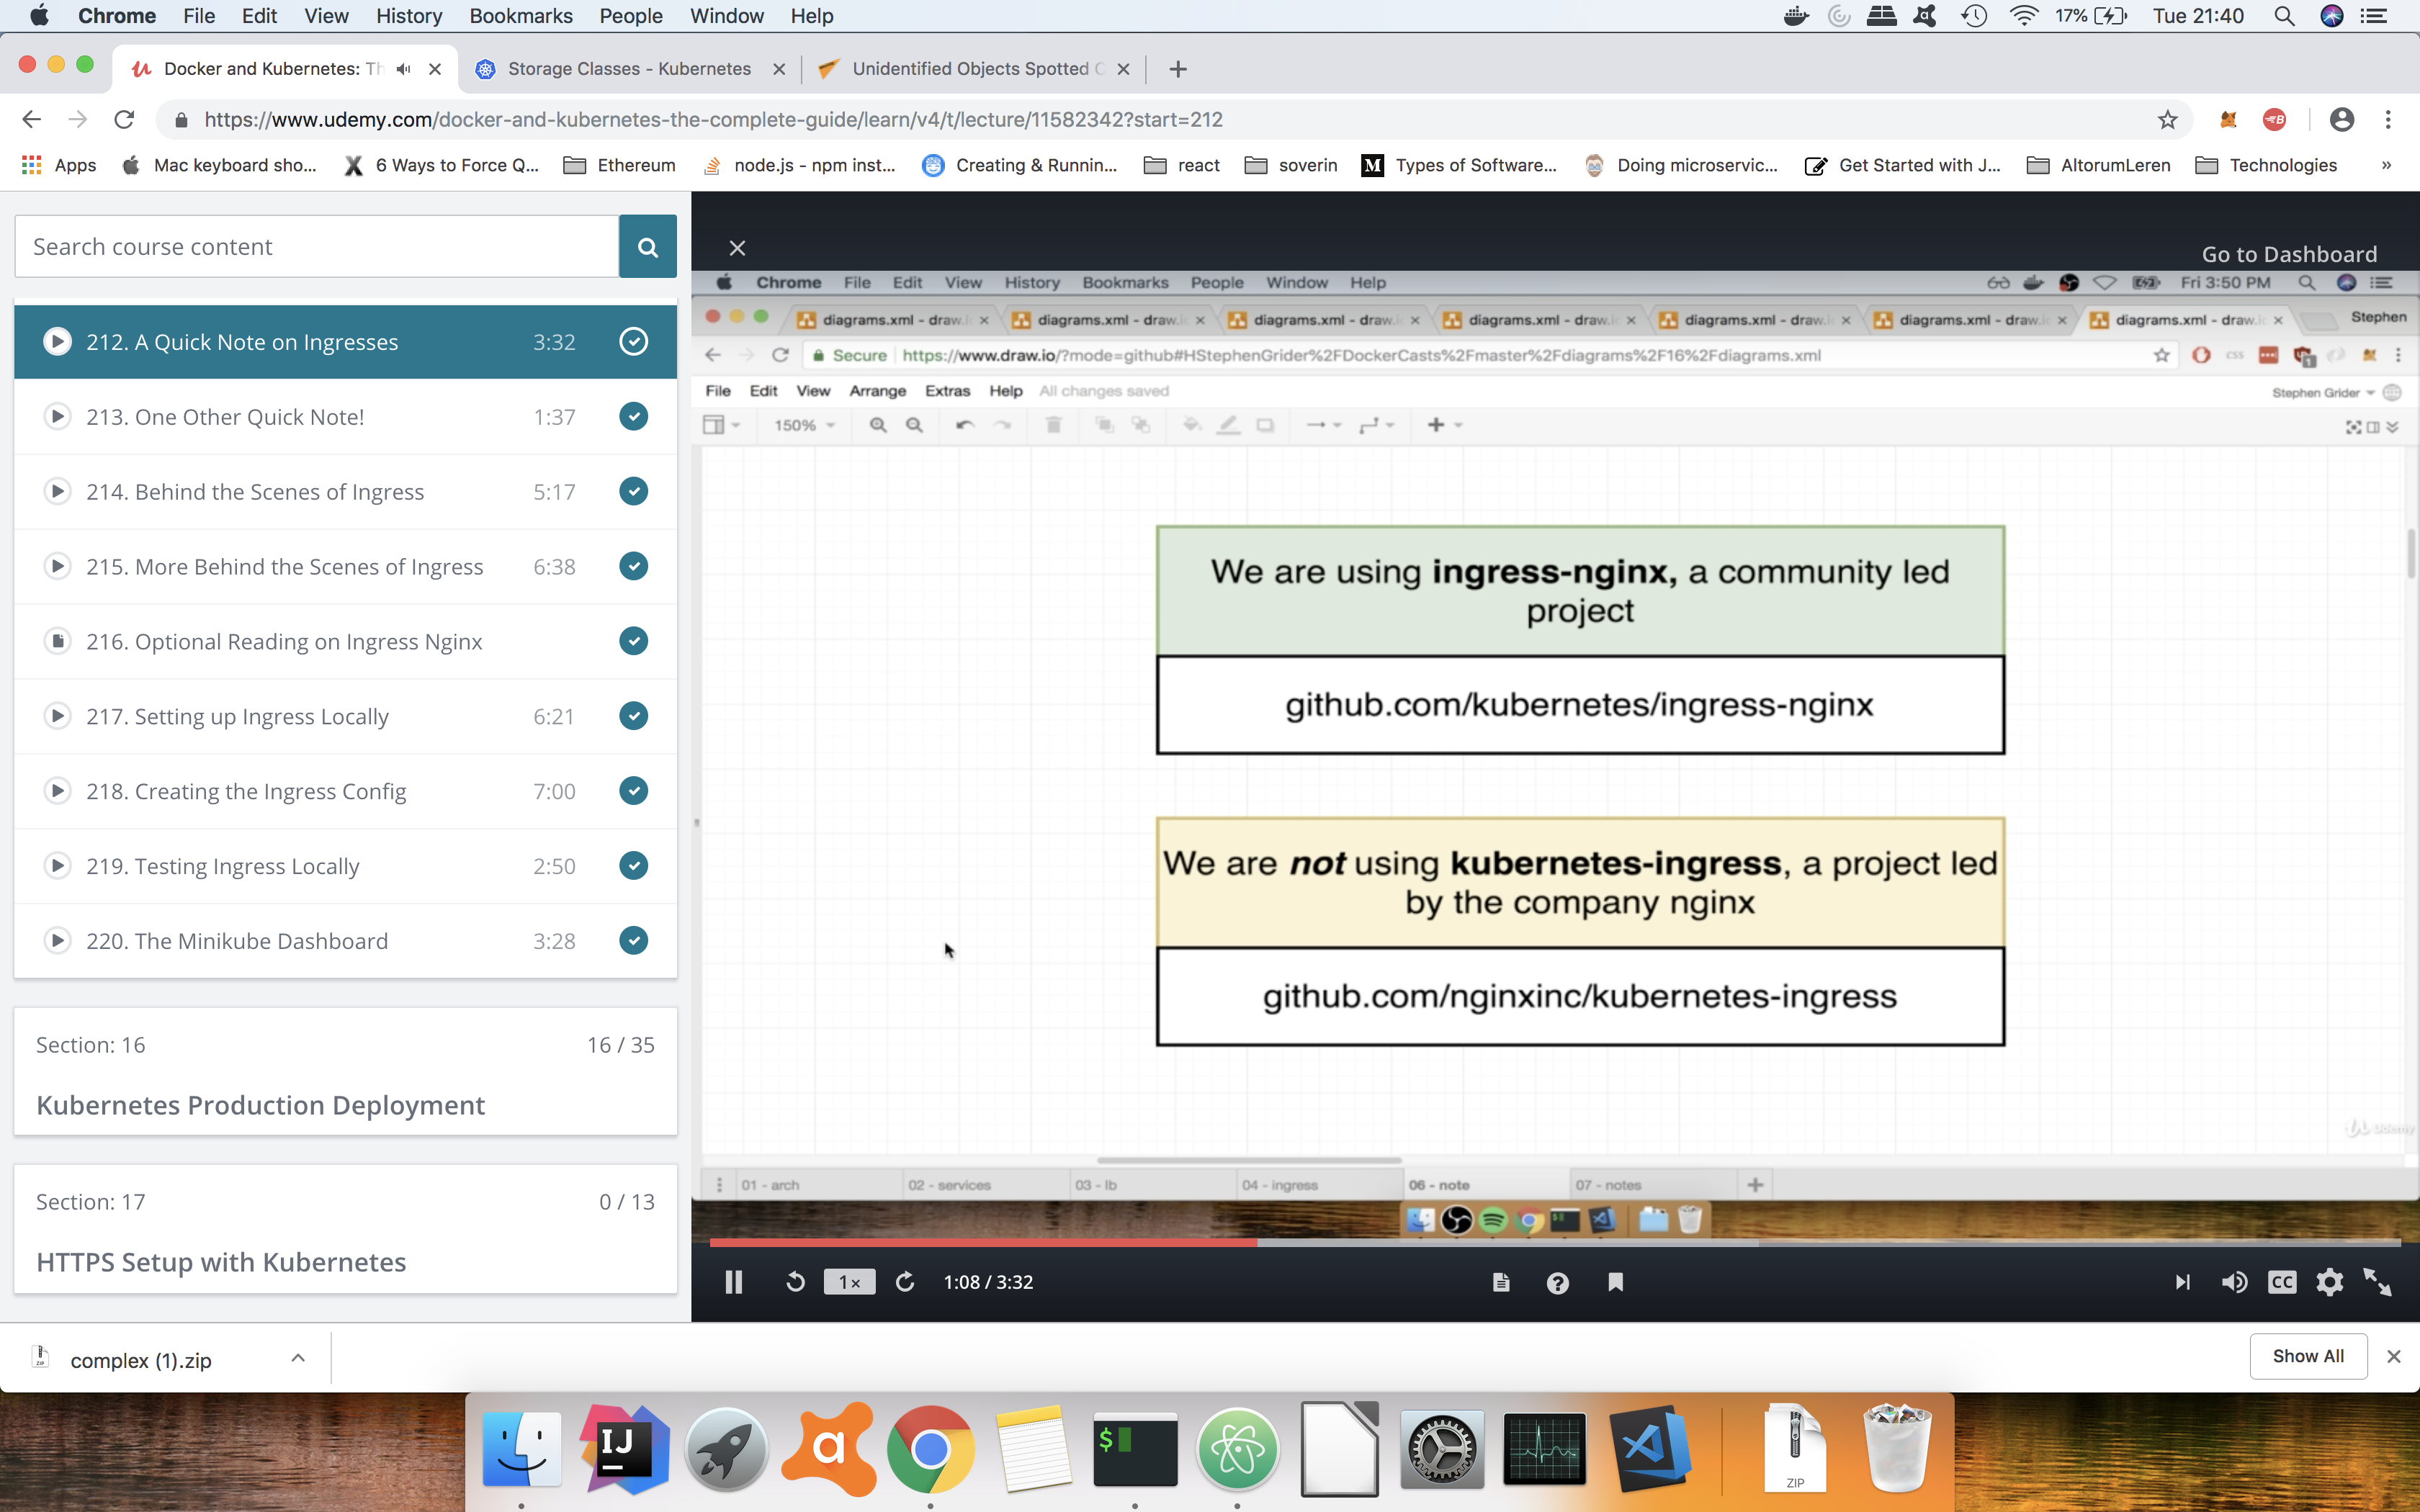 Chrome File Edit View History Bookmarks People Window Help
17% Tue 21:40
Docker and Kubernetes: Th
Storage Classes - Kubernetes
Unidentified Objects Spotted
https://www.udemy.com/docker-and-kubernetes-the-complete-guide/learn/v4/t/lecture/11582342?start=212
Apps Mac keyboard sho... 6 Ways to Force Q... Ethereum node.js - npm inst... Creating & Runnin... react soverin Types of Software... Doing microservic... Get Started with J... AltorumLeren Technologies »
Search course content
212. A Quick Note on Ingresses 3:32
213. One Other Quick Note! 1:37
214. Behind the Scenes of Ingress 5:17
215. More Behind the Scenes of Ingress 6:38
216. Optional Reading on Ingress Nginx
217. Setting up Ingress Locally 6:21
218. Creating the Ingress Config 7:00
219. Testing Ingress Locally 2:50
220. The Minikube Dashboard 3:28
Section: 16 16 / 35
Kubernetes Production Deployment
Section: 17 0 / 13
HTTPS Setup with Kubernetes
Go to Dashboard
Chrome File Edit View History Bookmarks People Window Help
Fri 3:50 PM
diagrams.xml - draw.i diagrams.xml - draw.i diagrams.xml - draw.i diagrams.xml - draw.i diagrams.xml - draw.i diagrams.xml - draw.i diagrams.xml - draw.i Stephen
Secure https://www.draw.io/?mode=github#HStephenGrider%2FDockerCasts%2Fmaster%2Fdiagrams%2F16%2Fdiagrams.xml
File Edit View Arrange Extras Help All changes saved
Stephen Grider
150%
We are using ingress-nginx, a community led
project
github.com/kubernetes/ingress-nginx
We are not using kubernetes-ingress, a project led
by the company nginx
github.com/nginxinc/kubernetes-ingress
Udemy
01 - arch 02 - services 03 - lb 04 - ingress 06 - note 07 - notes
1x 1:08 / 3:32
CC
complex (1).zip
Show All
IJ
a
$
ZIP